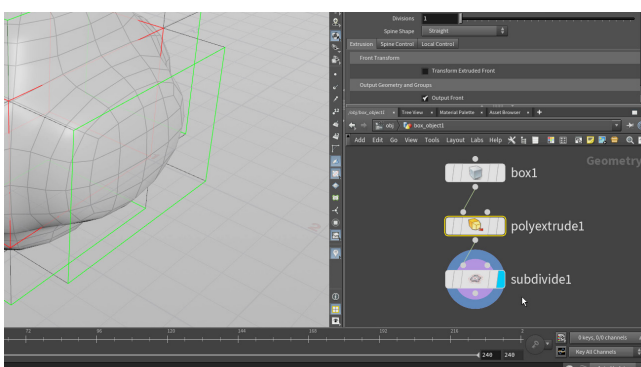 Divisions 1
Spine Shape Straight
Extrusion Spine Control Local Control
Front Transform
Transform Extruded Front
Output Geometry and Groups
Output Front
/obj/box_object1 Tree View Material Palette Asset Browser
obj box_object1
Add Edit Go View Tools Layout Labs Help
Geometry
box1
polyextrude1
subdivide1
72 96 120 144 168 192 216 2
240 240
0 keys, 0/0 channels
Key All Channels